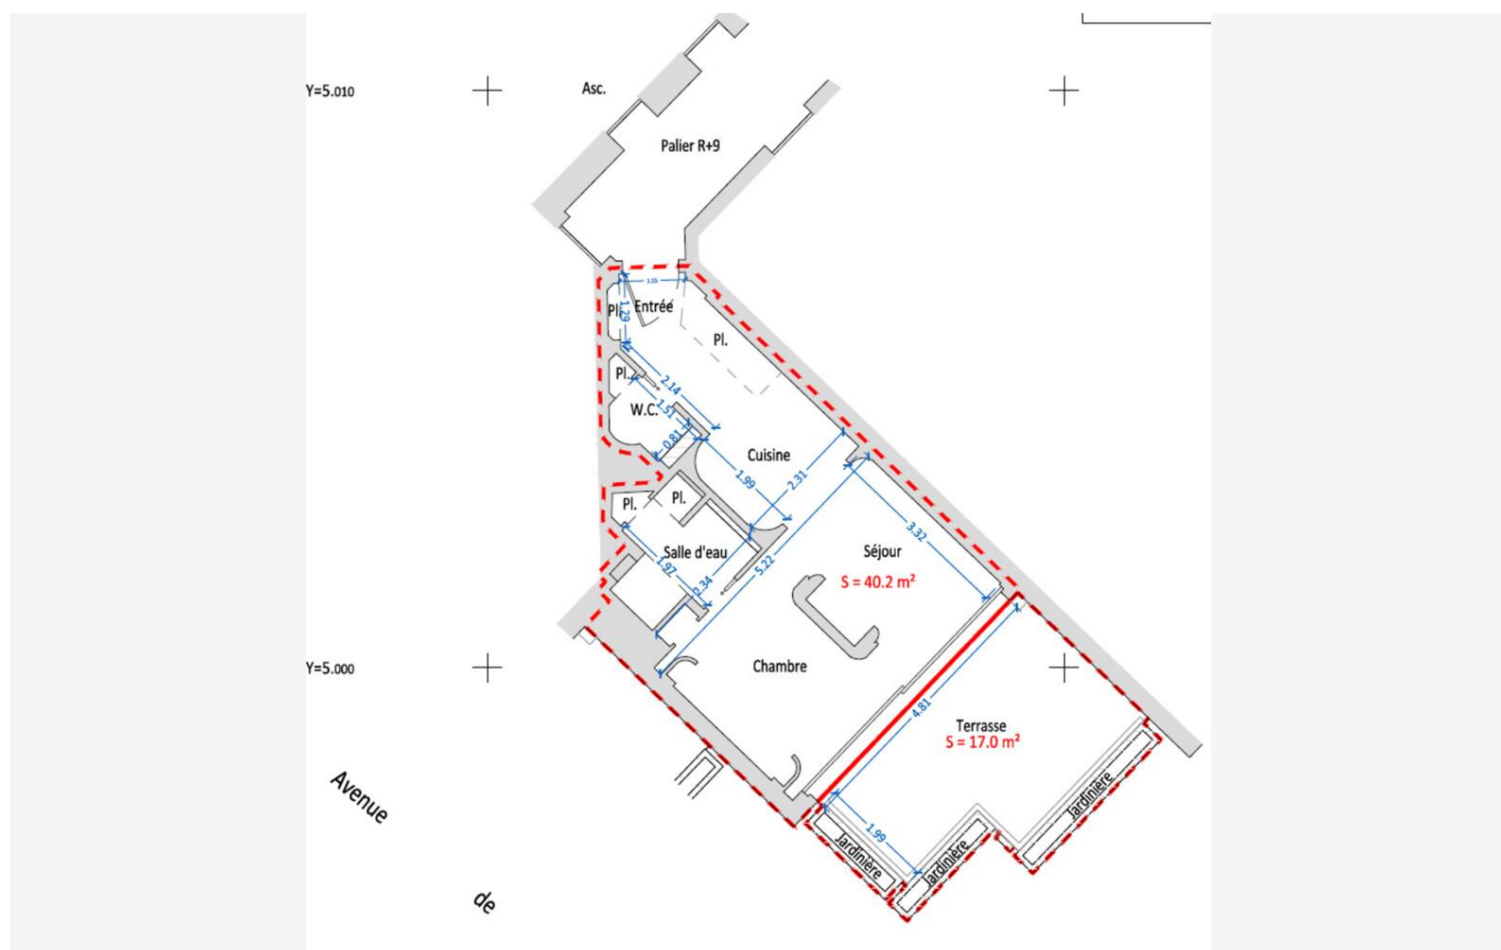 Y=5.010
Asc.
Palier R+9
1.15
Entrée
Pl.
1.29
Pl.
Pl.
2.14
W.C.
1.51
0.81
Cuisine
1.99
2.31
Pl.
Pl.
Salle d'eau
1.97
2.34
5.22
3.32
Séjour
S = 40.2 m²
Chambre
Y=5.000
4.81
Terrasse
S = 17.0 m²
Jardinière
1.99
Jardinière
Jardinière
Avenue
de